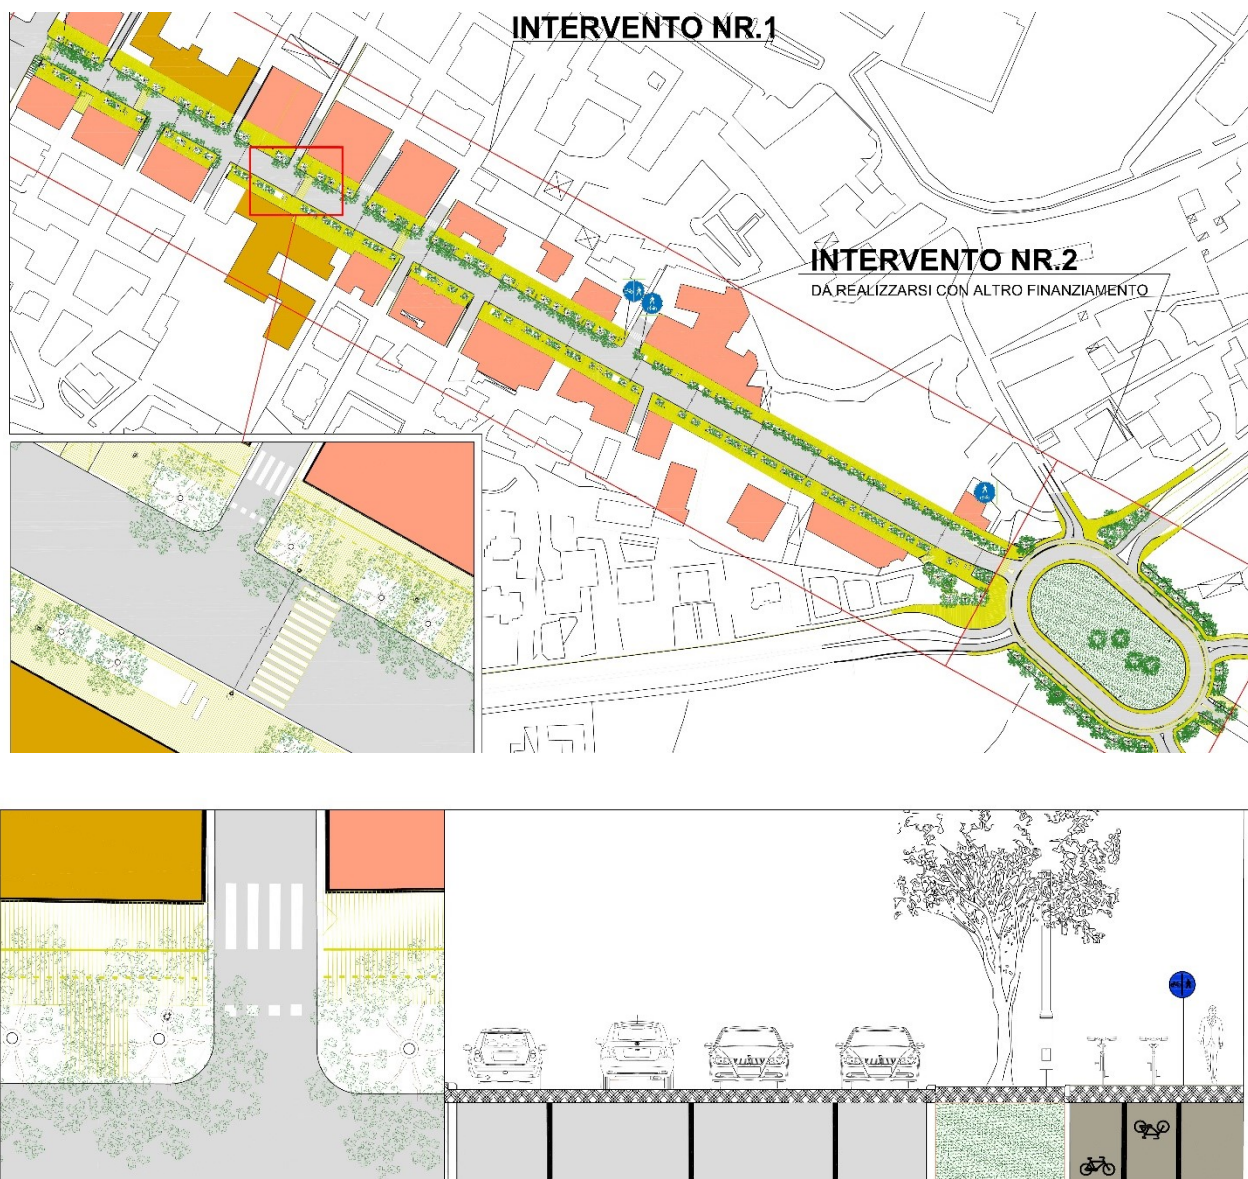 INTERVENTO NR.1
INTERVENTO NR.2
DA REALIZZARSI CON ALTRO FINANZIAMENTO